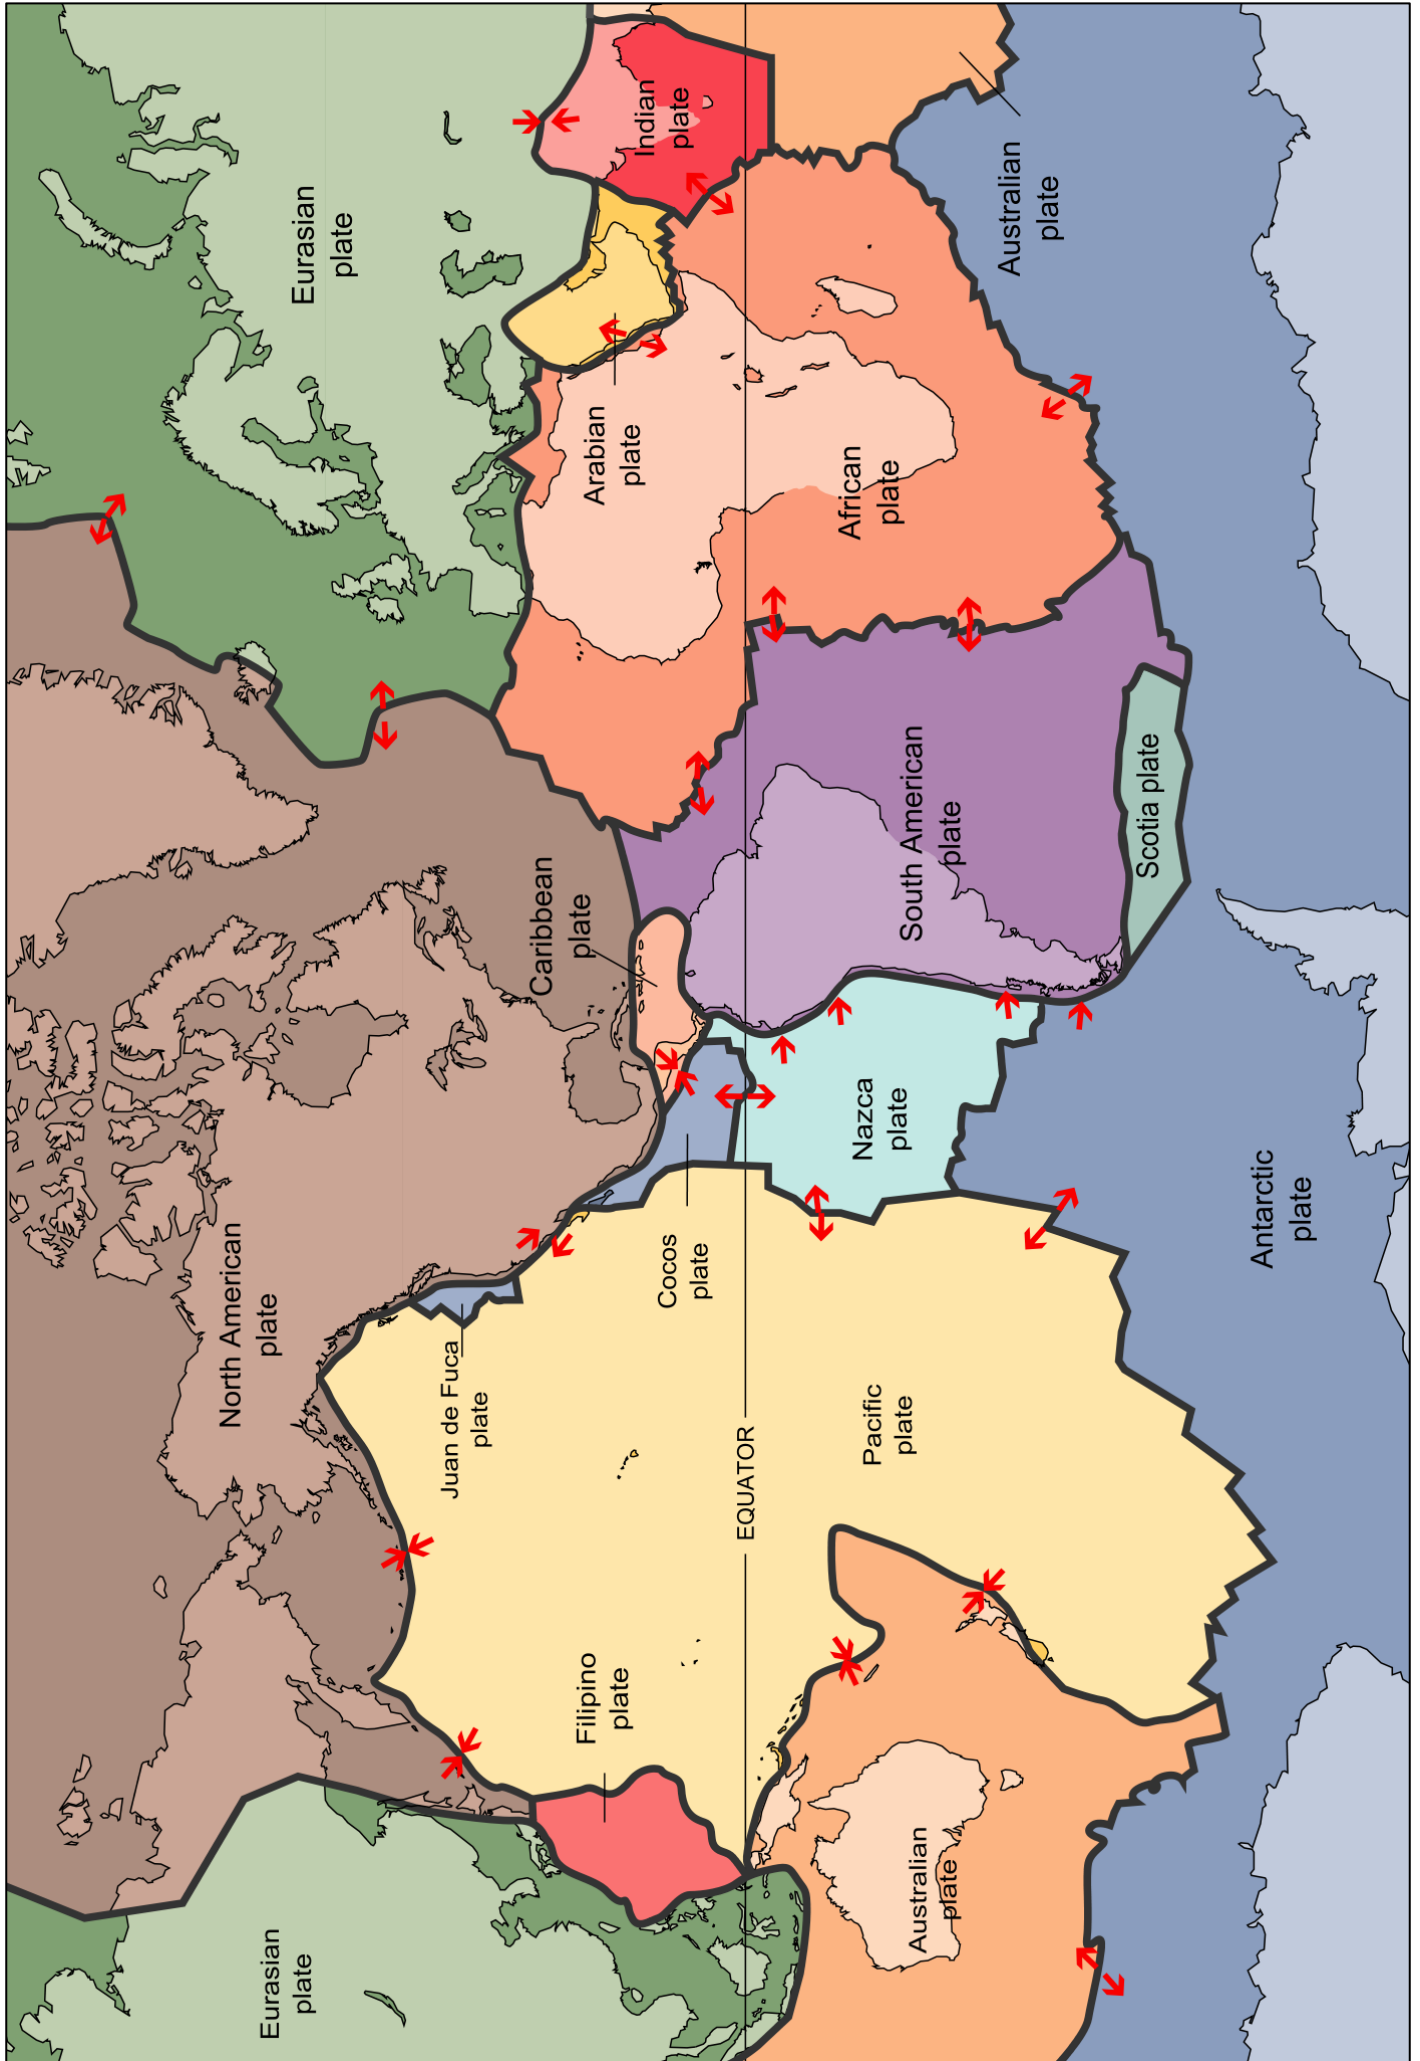 Eurasian
plate
North American
plate
Eurasian
plate
Juan de Fuca
plate
Caribbean
plate
Arabian
plate
Indian
plate
Filipino
plate
Cocos
plate
EQUATOR
Pacific
plate
Nazca
plate
South American
plate
African
plate
Australian
plate
Australian
plate
Scotia plate
Antarctic
plate